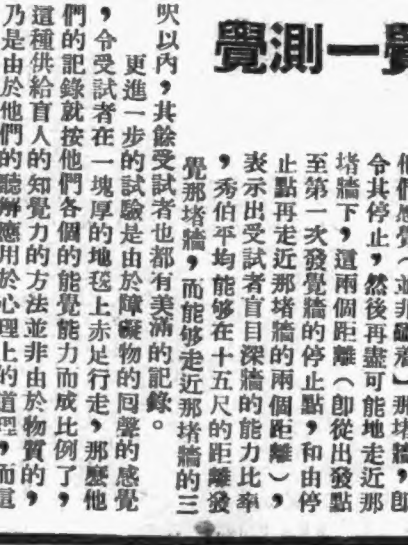 覺一測覺
他們感覺（並非碰着）那堵牆，即
令其停止，然後再盡可能地走近那
堵牆下，這兩個距離（卽從出發點
至第一次發覺牆的停止點，和由停
止點再走近那堵牆的兩個距離），
表示出受試者盲目深牆的能力比率
，秀伯平均能够在十五尺的距離發
覺那堵牆，而能够走近那堵牆的三
呎以內，其餘受試者也都有美滿的記錄。
更進一步的試驗是由於障礙物的囘聲的感覺
，令受試者在一塊厚的地毯上赤足行走，那麼他
們的記錄就按他們各個的能覺能力而成比例了，
這種供給盲人的知覺力的方法並非由於物質的，
乃是由於他們的聽解應用於心理上的道理，而這